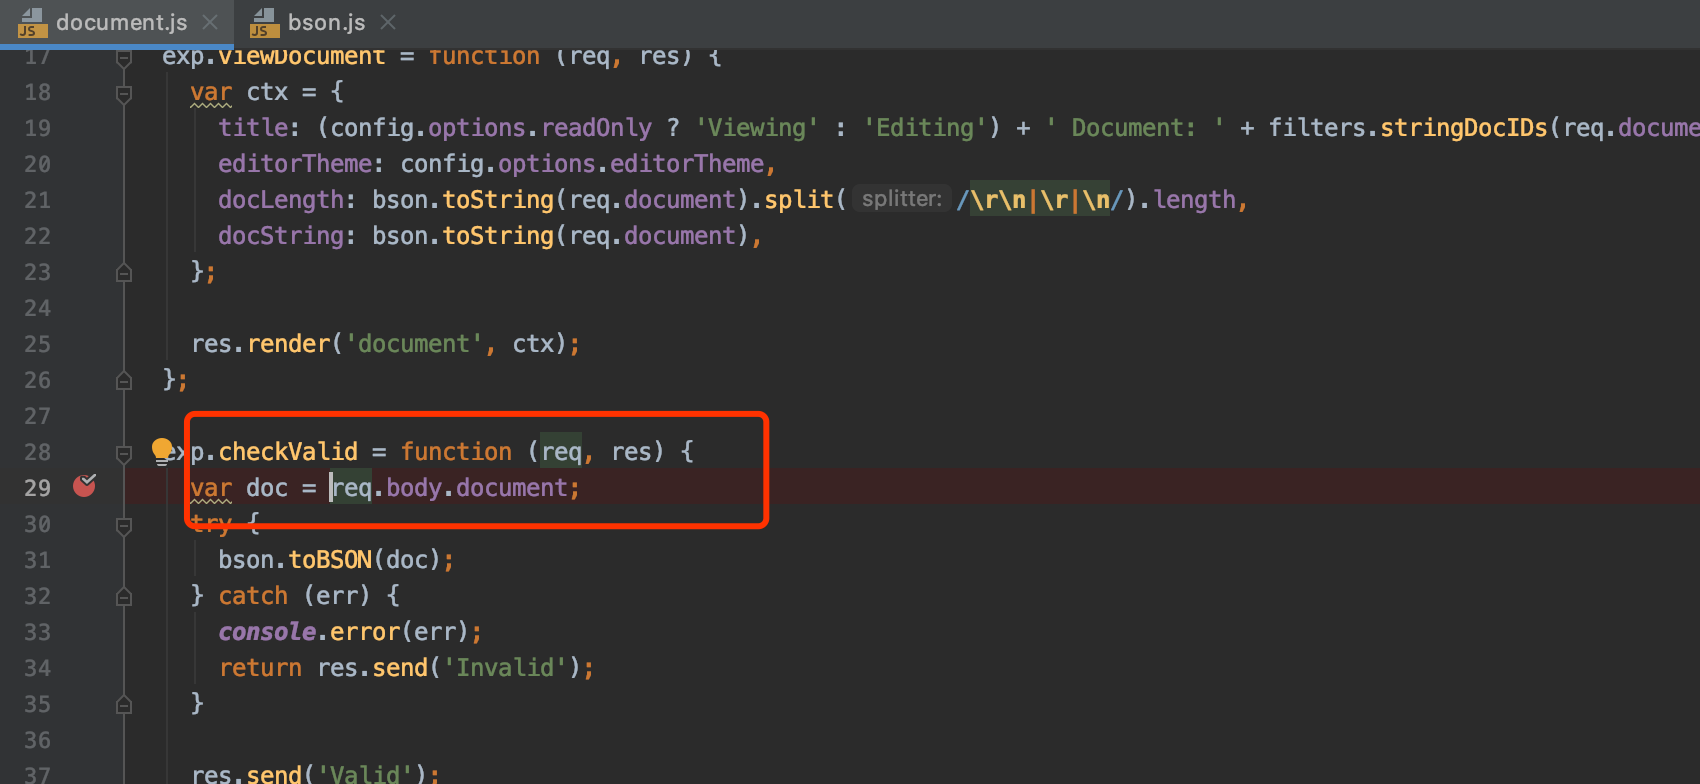 JS document.js × JS bson.js ×
17 exp.viewDocument = function (req, res) {
18 var ctx = {
19 title: (config.options.readOnly ? 'Viewing' : 'Editing') + ' Document: ' + filters.stringDocIDs(req.docume
20 editorTheme: config.options.editorTheme,
21 docLength: bson.toString(req.document).split( splitter: /\r\n|\r|\n/).length,
22 docString: bson.toString(req.document),
23 };
24
25 res.render('document', ctx);
26 };
27
28 exp.checkValid = function (req, res) {
29 var doc = req.body.document;
30 try {
31 bson.toBSON(doc);
32 } catch (err) {
33 console.error(err);
34 return res.send('Invalid');
35 }
36
37 res.send('Valid');